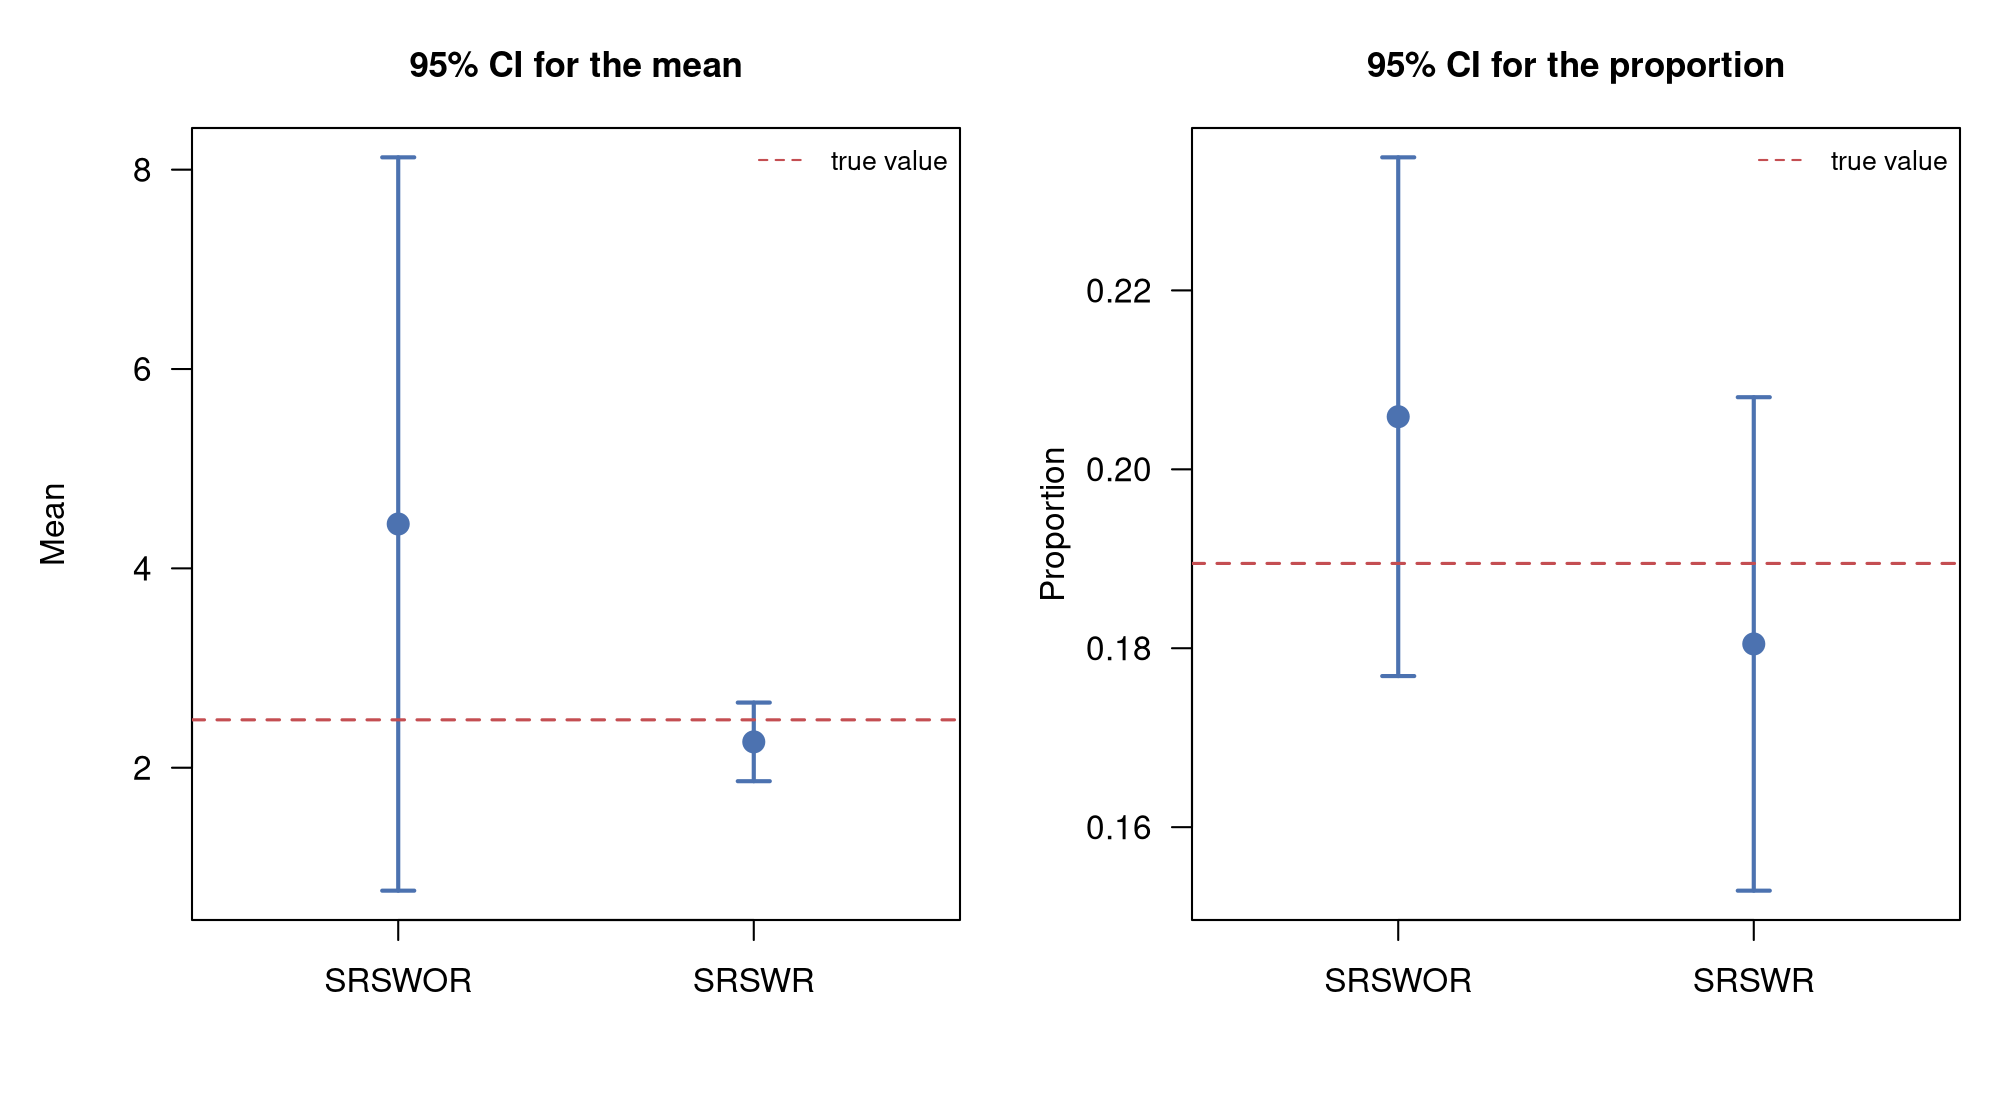 95% CI for the mean
true value
8
6
4
2
Mean
SRSWOR
SRSWR
95% CI for the proportion
true value
0.22
0.20
0.18
0.16
Proportion
SRSWOR
SRSWR